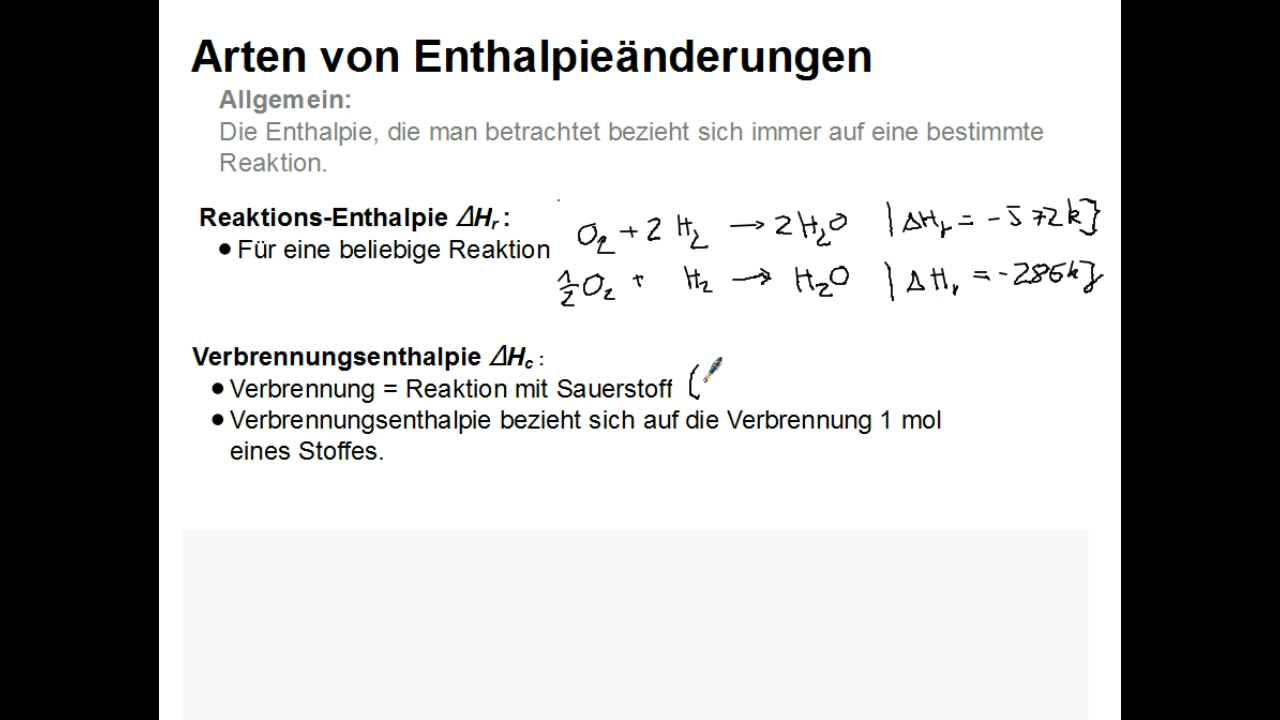 Arten von Enthalpieänderungen
Allgemein:
Die Enthalpie, die man betrachtet bezieht sich immer auf eine bestimmte
Reaktion.
Reaktions-Enthalpie ΔHr :
● Für eine beliebige Reaktion
O2 + 2 H2 → 2 H2O | ΔHr = -572 kJ
1/2 O2 + H2 → H2O | ΔHr = -286 kJ
Verbrennungsenthalpie ΔHc :
● Verbrennung = Reaktion mit Sauerstoff (
● Verbrennungsenthalpie bezieht sich auf die Verbrennung 1 mol
eines Stoffes.